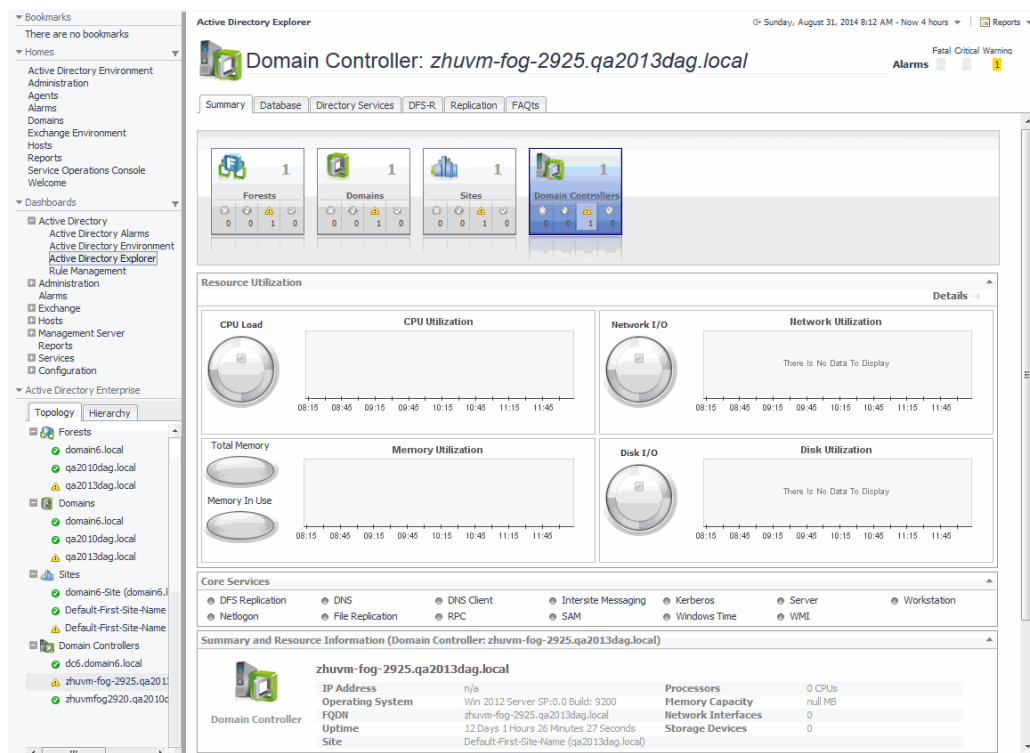 Bookmarks
There are no bookmarks
Homes
Active Directory Environment
Administration
Agents
Alarms
Domains
Exchange Environment
Hosts
Reports
Service Operations Console
Welcome
Dashboards
Active Directory
Active Directory Alarms
Active Directory Environment
Active Directory Explorer
Rule Management
Administration
Alarms
Exchange
Hosts
Management Server
Reports
Services
Configuration
Active Directory Enterprise
Topology Hierarchy
Forests
domain6.local
qa2010dag.local
qa2013dag.local
Domains
domain6.local
qa2010dag.local
qa2013dag.local
Sites
domain6-Site (domain6.l
Default-First-Site-Name
Default-First-Site-Name
Domain Controllers
dc6.domain6.local
zhuvm-fog-2925.qa201
zhuvmfog2920.qa2010d
Active Directory Explorer
Sunday, August 31, 2014 8:12 AM - Now 4 hours Reports
Domain Controller: zhuvm-fog-2925.qa2013dag.local
Fatal Critical Warning
Alarms 1
Summary Database Directory Services DFS-R Replication FAQts
1 1 1 1
Forests Domains Sites Domain Controllers
0 0 1 0 0 0 1 0 0 0 1 0 0 0 1 0
Resource Utilization
Details
CPU Load CPU Utilization
08:15 08:45 09:15 09:45 10:15 10:45 11:15 11:45
Network I/O Network Utilization
There Is No Data To Display
08:15 08:45 09:15 09:45 10:15 10:45 11:15 11:45
Total Memory Memory Utilization
Memory In Use
08:15 08:45 09:15 09:45 10:15 10:45 11:15 11:45
Disk I/O Disk Utilization
There Is No Data To Display
08:15 08:45 09:15 09:45 10:15 10:45 11:15 11:45
Core Services
DFS Replication DNS DNS Client Intersite Messaging Kerberos Server Workstation
Netlogon File Replication RPC SAM Windows Time WMI
Summary and Resource Information (Domain Controller: zhuvm-fog-2925.qa2013dag.local)
Domain Controller
zhuvm-fog-2925.qa2013dag.local
IP Address n/a Processors 0 CPUs
Operating System Win 2012 Server SP:0.0 Build: 9200 Memory Capacity null MB
FQDN zhuvm-fog-2925.qa2013dag.local Network Interfaces 0
Uptime 12 Days 1 Hours 26 Minutes 27 Seconds Storage Devices 0
Site Default-First-Site-Name (qa2013dag.local)